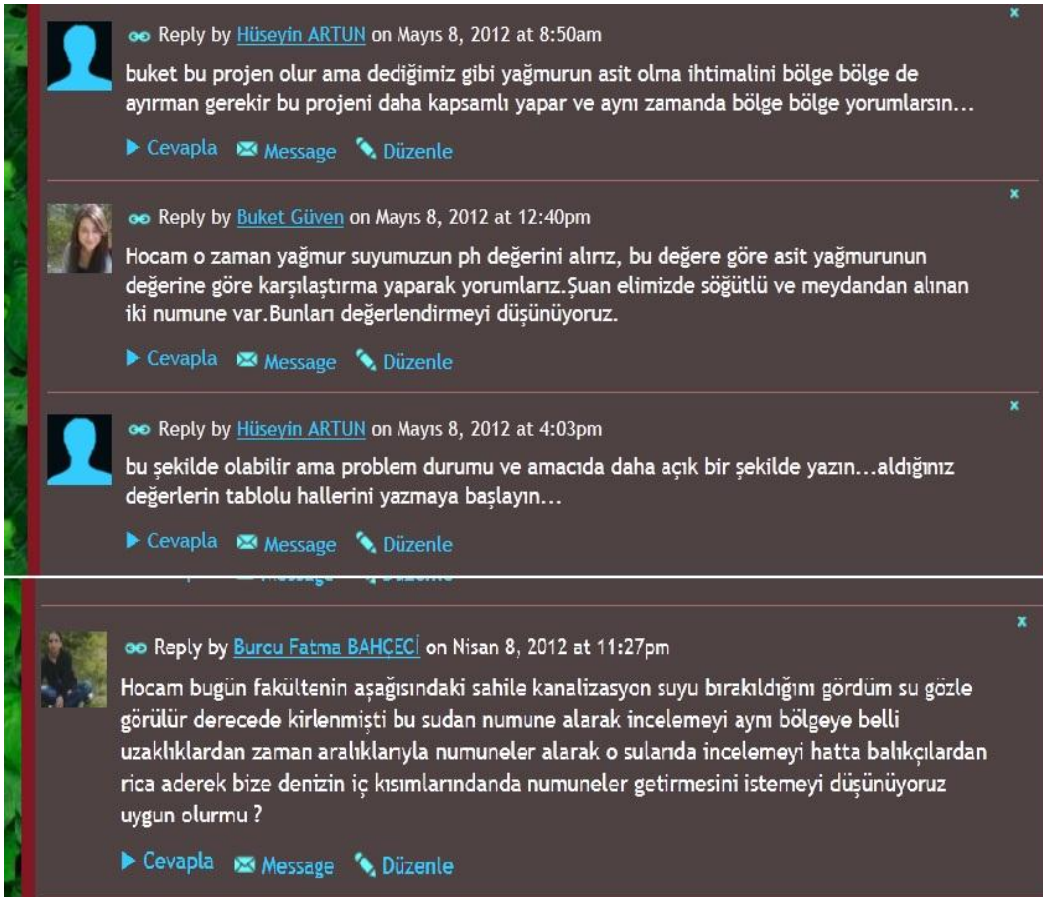 x
Reply by Hüseyin ARTUN on Mayıs 8, 2012 at 8:50am
buket bu projen olur ama dediğimiz gibi yağmurun asit olma ihtimalini bölge bölge de
ayırman gerekir bu projeni daha kapsamlı yapar ve aynı zamanda bölge bölge yorumlarsın...
Cevapla Message Düzenle
x
Reply by Buket Güven on Mayıs 8, 2012 at 12:40pm
Hocam o zaman yağmur suyumuzun ph değerini alırız, bu değere göre asit yağmurunun
değerine göre karşılaştırma yaparak yorumlarız.Şuan elimizde söğütlü ve meydandan alınan
iki numune var.Bunları değerlendirmeyi düşünüyoruz.
Cevapla Message Düzenle
x
Reply by Hüseyin ARTUN on Mayıs 8, 2012 at 4:03pm
bu şekilde olabilir ama problem durumu ve amacıda daha açık bir şekilde yazın...aldığınız
değerlerin tablolu hallerini yazmaya başlayın...
Cevapla Message Düzenle
x
Reply by Burcu Fatma BAHÇECİ on Nisan 8, 2012 at 11:27pm
Hocam bugün fakültenin aşağısındaki sahile kanalizasyon suyu bırakıldığını gördüm su gözle
görülür derecede kirlenmişti bu sudan numune alarak incelemeyi aynı bölgeye belli
uzaklıklardan zaman aralıklarıyla numuneler alarak o sularıda incelemeyi hatta balıkçılardan
rica aderek bize denizin iç kısımlarındanda numuneler getirmesini istemeyi düşünüyoruz
uygun olurmu ?
Cevapla Message Düzenle